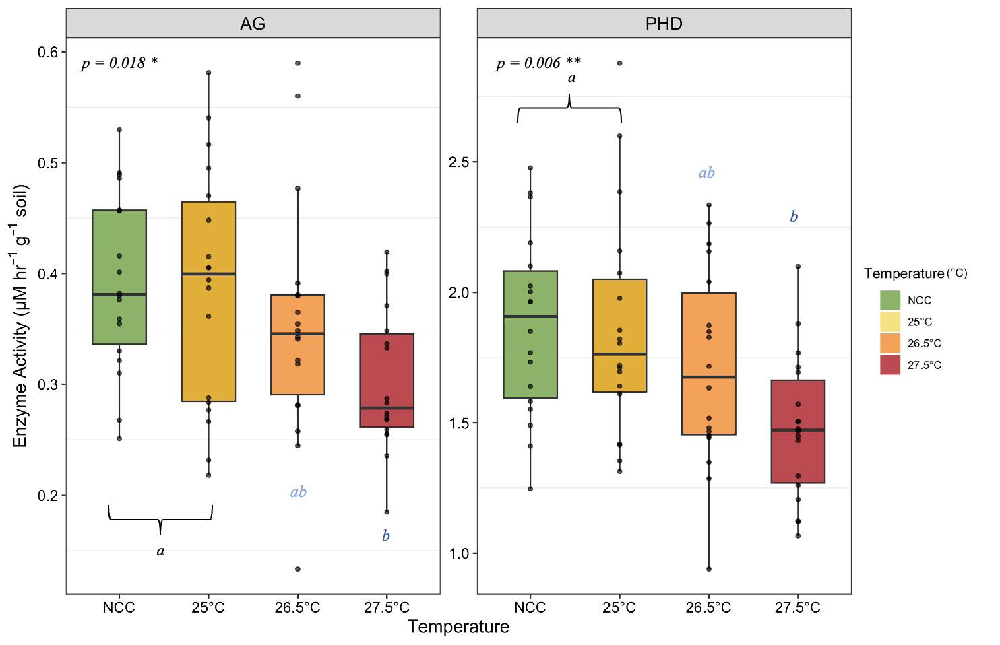 AG
PHD
p = 0.018 *
p = 0.006 **
a
ab
b
ab
b
a
Enzyme Activity (µM hr⁻¹ g⁻¹ soil)
0.6
0.5
0.4
0.3
0.2
2.5
2.0
1.5
1.0
NCC
25°C
26.5°C
27.5°C
NCC
25°C
26.5°C
27.5°C
Temperature
Temperature (°C)
NCC
25°C
26.5°C
27.5°C